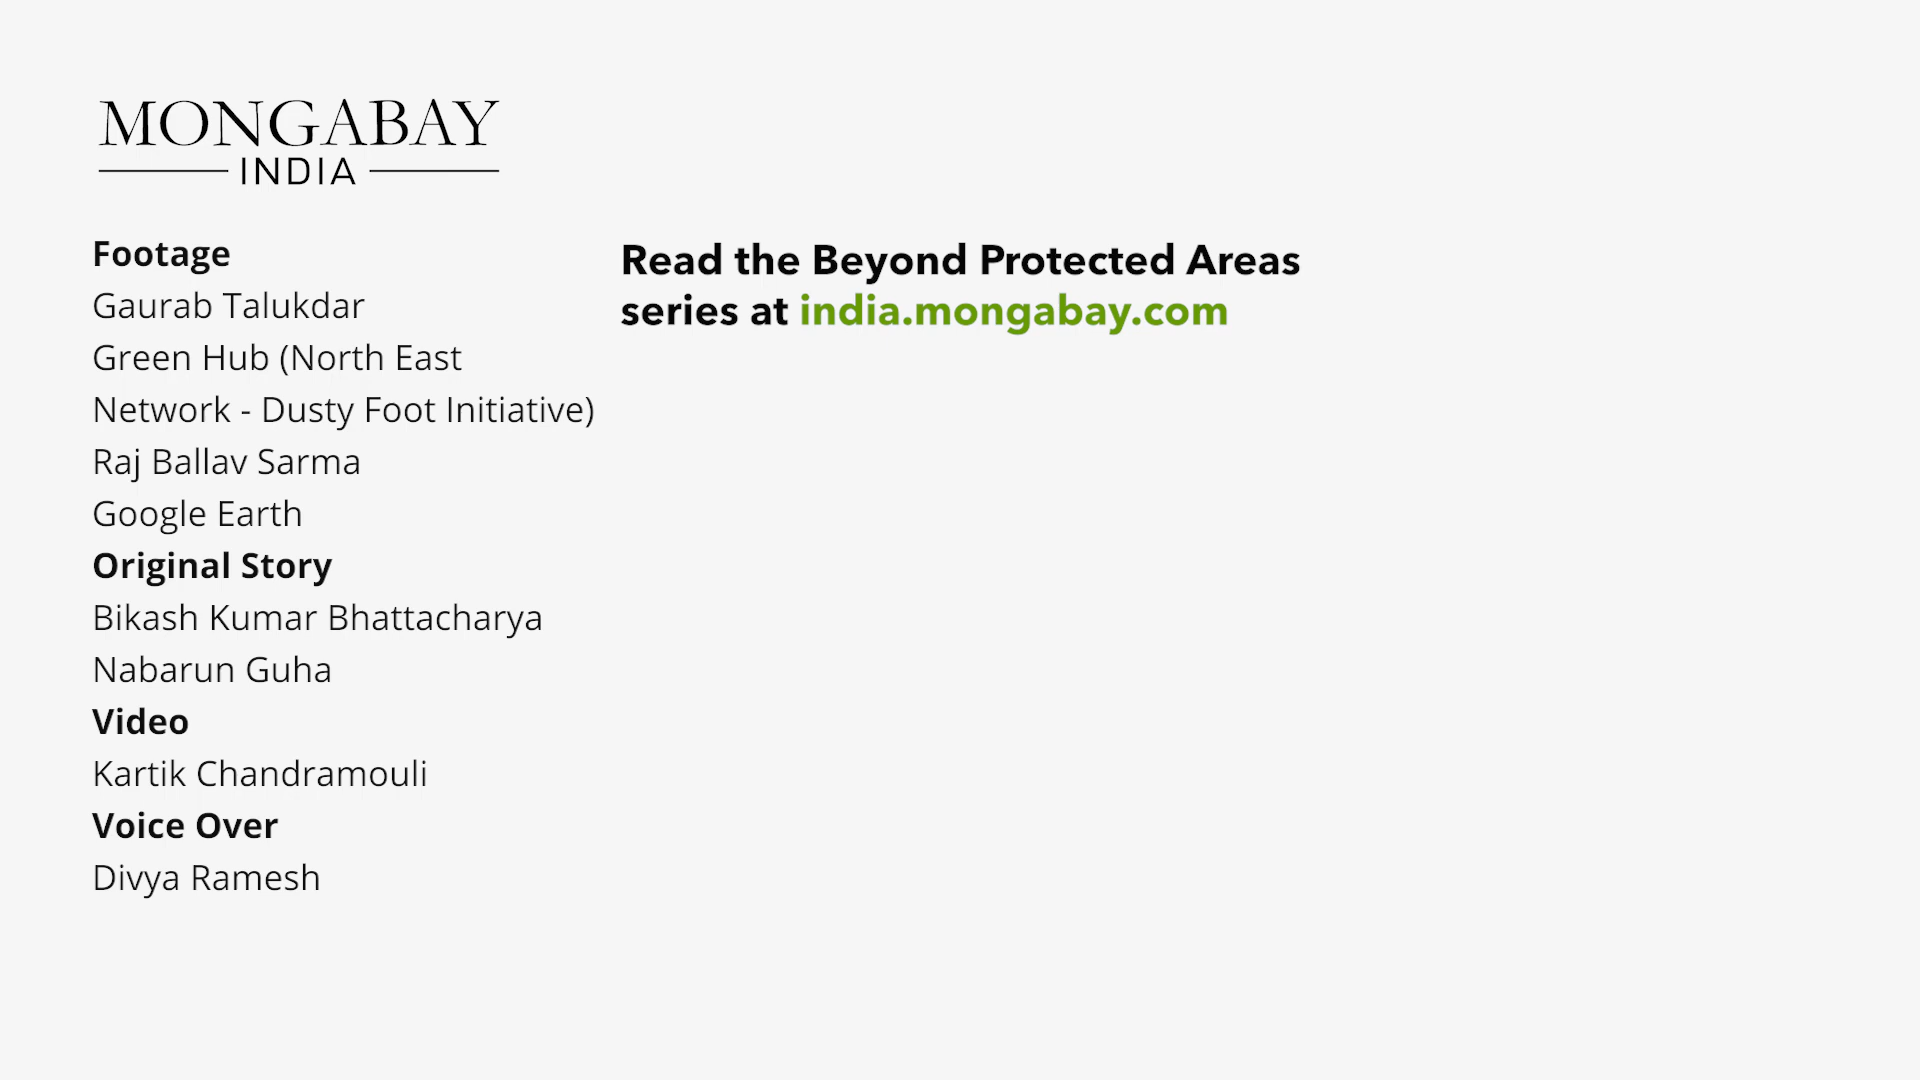 MONGABAY
INDIA
Footage
Gaurab Talukdar
Green Hub (North East
Network - Dusty Foot Initiative)
Raj Ballav Sarma
Google Earth
Original Story
Bikash Kumar Bhattacharya
Nabarun Guha
Video
Kartik Chandramouli
Voice Over
Divya Ramesh
Read the Beyond Protected Areas
series at india.mongabay.com